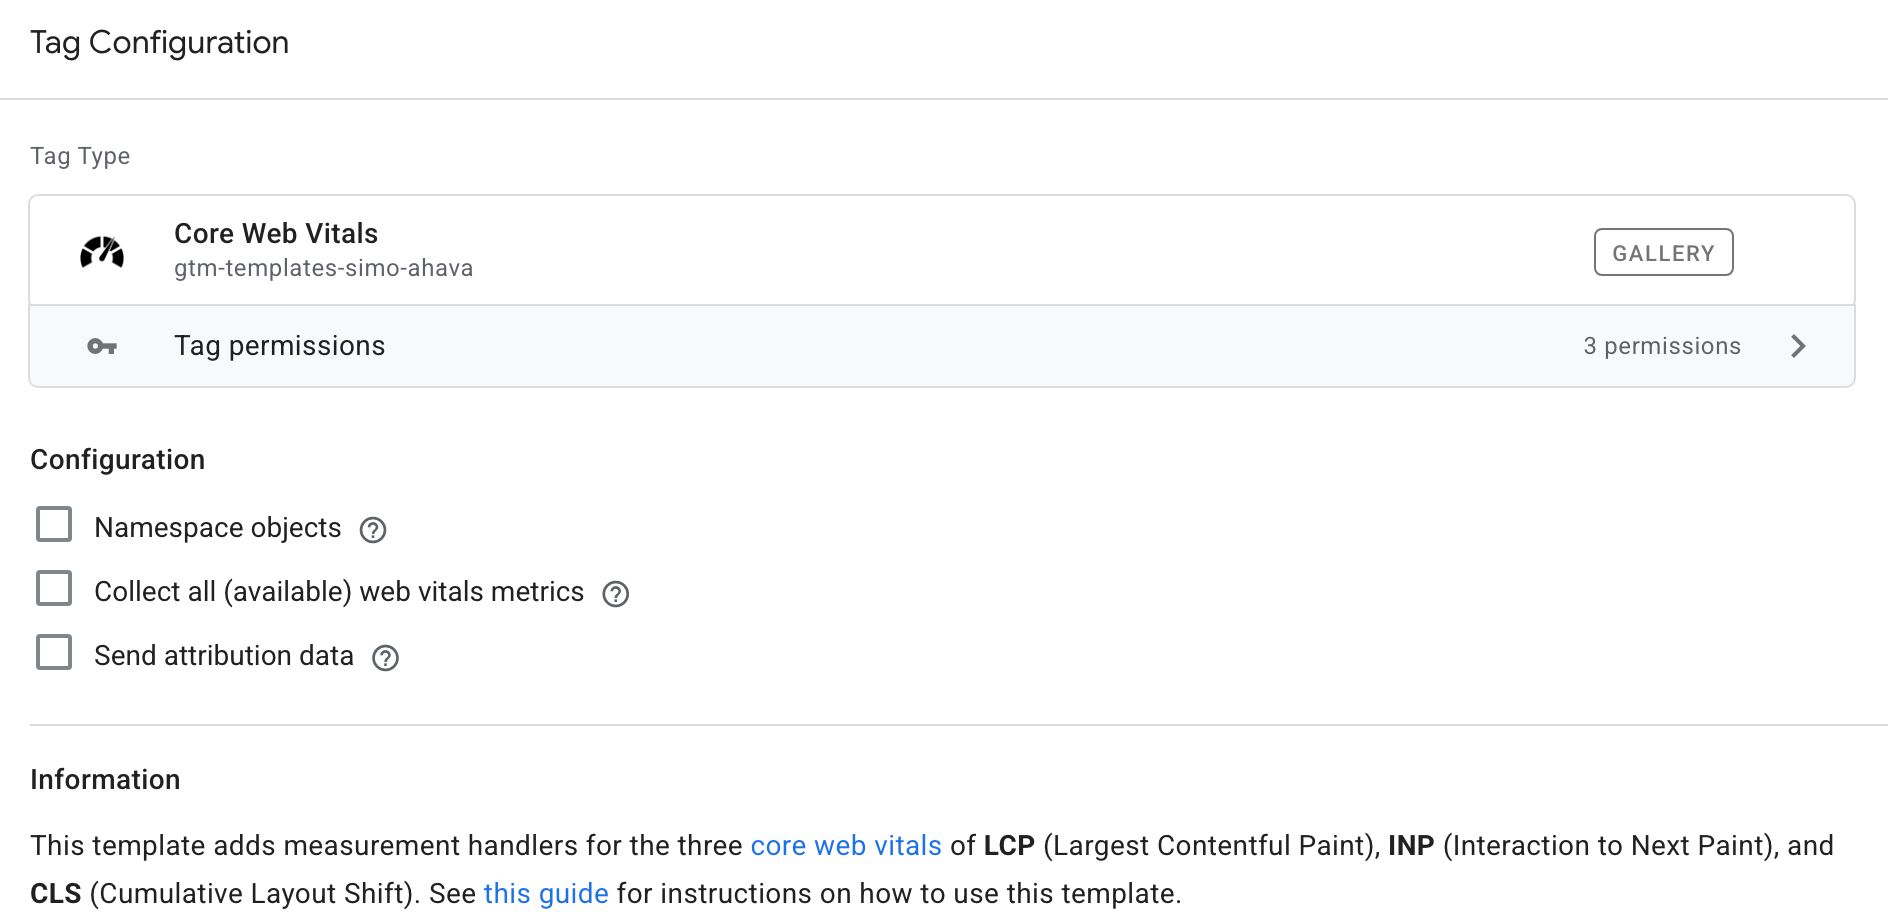 Tag Configuration
Tag Type
Core Web Vitals
gtm-templates-simo-ahava
GALLERY
Tag permissions
3 permissions
Configuration
Namespace objects
Collect all (available) web vitals metrics
Send attribution data
Information
This template adds measurement handlers for the three core web vitals of LCP (Largest Contentful Paint), INP (Interaction to Next Paint), and
CLS (Cumulative Layout Shift). See this guide for instructions on how to use this template.